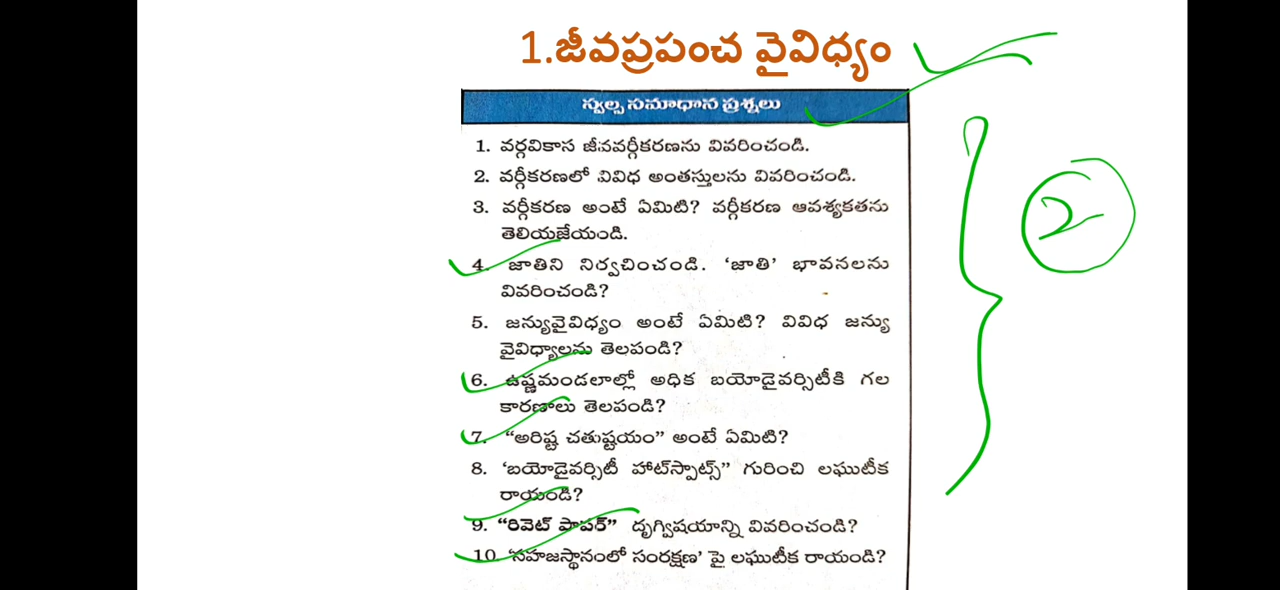 1.జీవప్రపంచ వైవిధ్యం
స్వల్ప సమాధాన ప్రశ్నలు
1. వర్గవికాస జీవవర్గీకరణను వివరించండి.
2. వర్గీకరణలో వివిధ అంతస్తులను వివరించండి.
3. వర్గీకరణ అంటే ఏమిటి? వర్గీకరణ ఆవశ్యకతను
తెలియజేయండి.
4. జాతిని నిర్వచించండి. ‘జాతి’ భావనలను
వివరించండి?
5. జన్యువైవిధ్యం అంటే ఏమిటి? వివిధ జన్యు
వైవిధ్యాలను తెలపండి?
6. ఉష్ణమండలాల్లో అధిక బయోడైవర్సిటీకి గల
కారణాలు తెలపండి?
7. “అరిష్ట చతుష్టయం” అంటే ఏమిటి?
8. ‘బయోడైవర్సిటీ హాట్‌స్పాట్స్” గురించి లఘుటీక
రాయండి?
9. “రివెట్ పాపర్” దృగ్విషయాన్ని వివరించండి?
10. ‘సహజస్థానంలో సంరక్షణ’ పై లఘుటీక రాయండి?
2